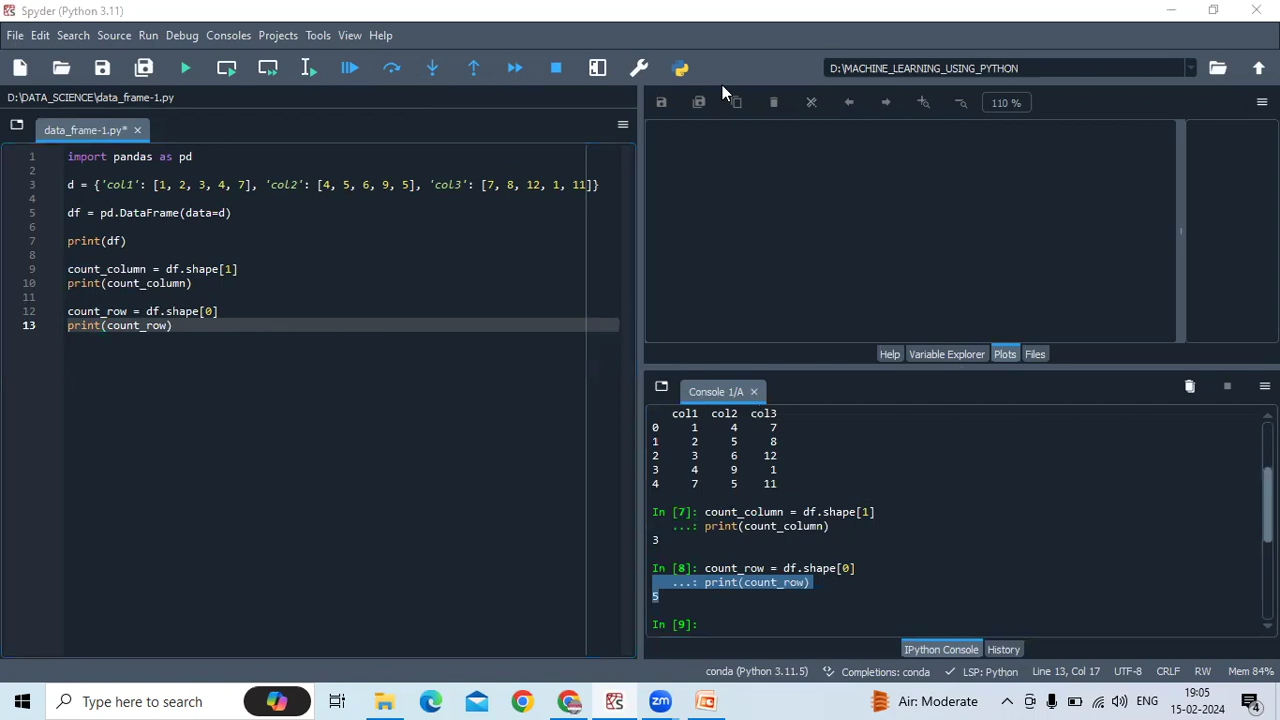 Spyder (Python 3.11)
File Edit Search Source Run Debug Consoles Projects Tools View Help
D:\MACHINE_LEARNING_USING_PYTHON
D:\DATA_SCIENCE\data_frame-1.py
110 %
data_frame-1.py*
1 import pandas as pd
2
3 d = {'col1': [1, 2, 3, 4, 7], 'col2': [4, 5, 6, 9, 5], 'col3': [7, 8, 12, 1, 11]}
4
5 df = pd.DataFrame(data=d)
6
7 print(df)
8
9 count_column = df.shape[1]
10 print(count_column)
11
12 count_row = df.shape[0]
13 print(count_row)
Help Variable Explorer Plots Files
Console 1/A
col1 col2 col3
0 1 4 7
1 2 5 8
2 3 6 12
3 4 9 1
4 7 5 11
In [7]: count_column = df.shape[1]
...: print(count_column)
3
In [8]: count_row = df.shape[0]
...: print(count_row)
5
In [9]:
IPython Console History
conda (Python 3.11.5) Completions: conda LSP: Python Line 13, Col 17 UTF-8 CRLF RW Mem 84%
Type here to search
zm
Air: Moderate
ENG
19:05
15-02-2024
4